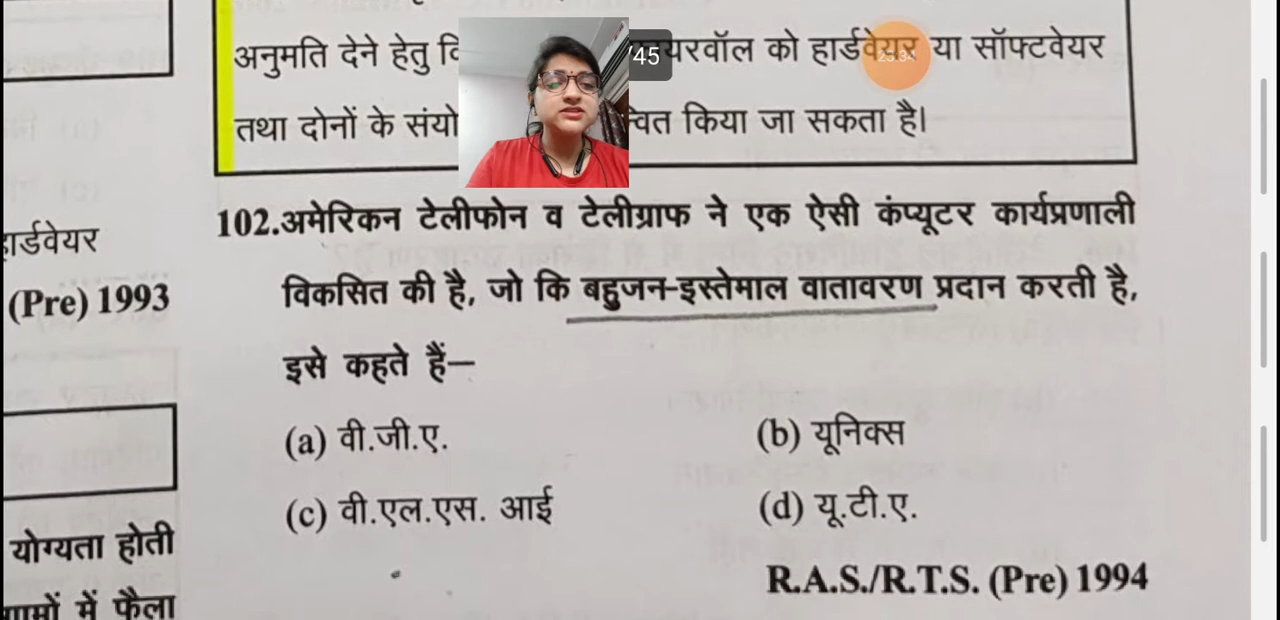 अनुमति देने हेतु
यरवॉल को हार्डवेयर या सॉफ्टवेयर
/45
तथा दोनों के
किया जा सकता है।
हार्डवेयर
(Pre) 1993
102.अमेरिकन टेलीफोन व टेलीग्राफ ने एक ऐसी कंप्यूटर कार्यप्रणाली
विकसित की है, जो कि बहुजन-इस्तेमाल वातावरण प्रदान करती है,
इसे कहते हैं–
(a) वी.जी.ए.
(b) यूनिक्स
(c) वी.एल.एस. आई
(d) यू.टी.ए.
R.A.S./R.T.S. (Pre) 1994
योग्यता होती
में फैला